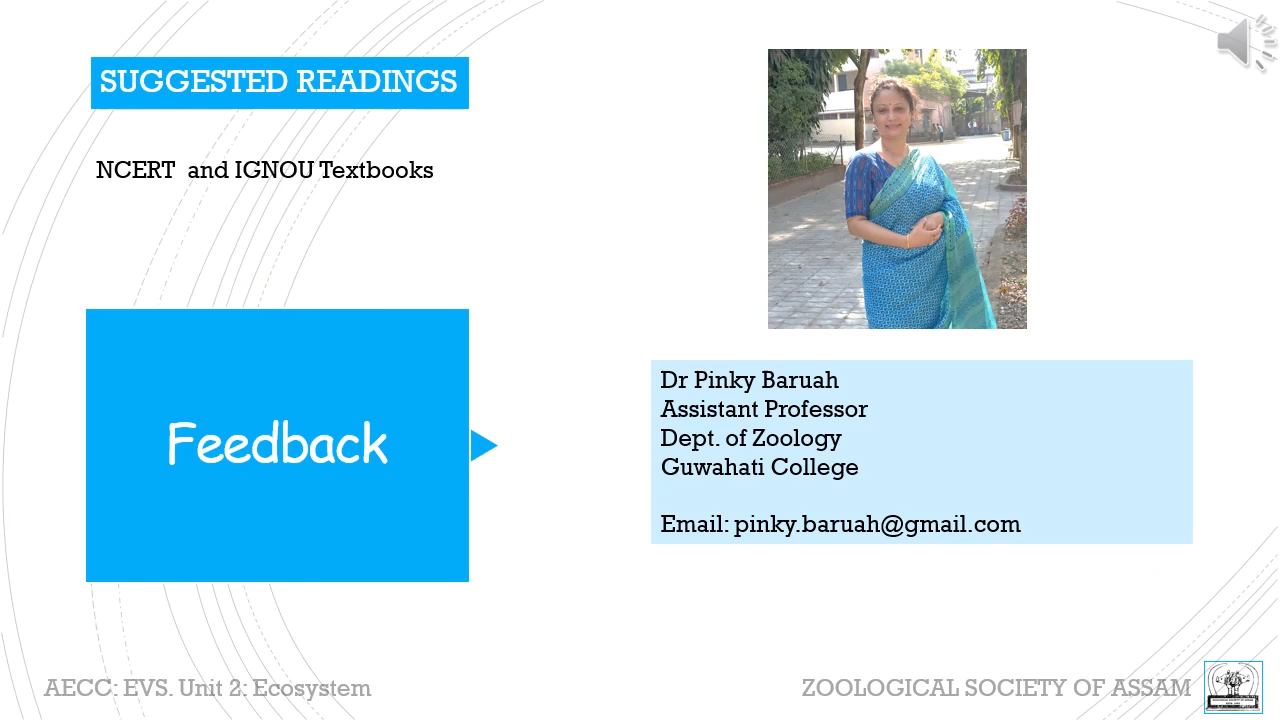 SUGGESTED READINGS
NCERT and IGNOU Textbooks
Feedback
Dr Pinky Baruah
Assistant Professor
Dept. of Zoology
Guwahati College
Email: pinky.baruah@gmail.com
AECC: EVS. Unit 2: Ecosystem
ZOOLOGICAL SOCIETY OF ASSAM